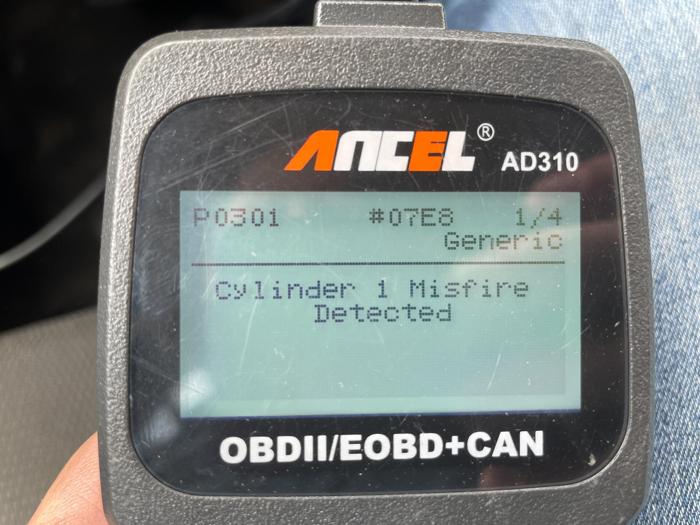 ANCEL®
AD310
P0301 #07E8 1/4
Generic
Cylinder 1 Misfire
Detected
OBDII/EOBD+CAN